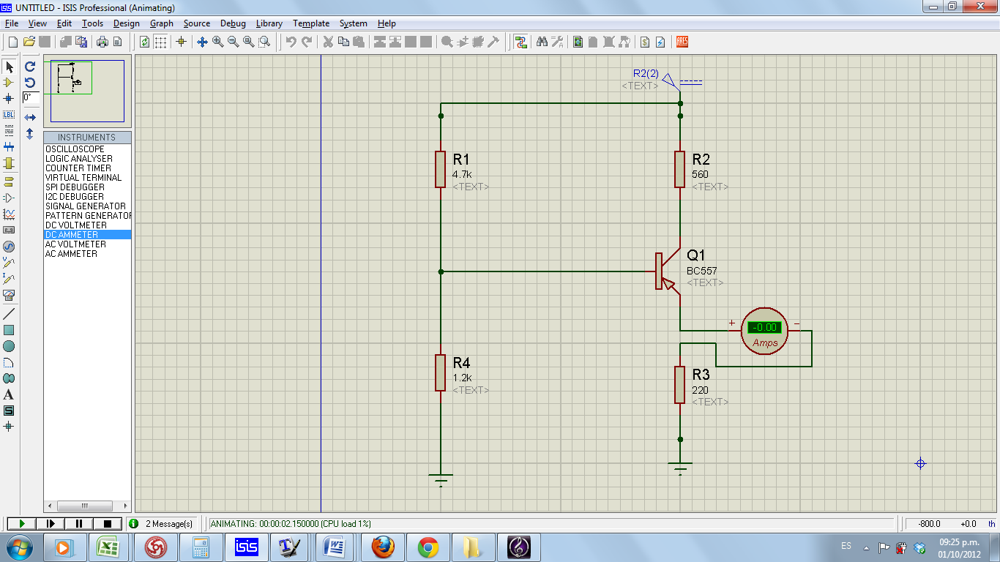 UNTITLED - ISIS Professional (Animating)
File View Edit Tools Design Graph Source Debug Library Template System Help
LBL
0°
INSTRUMENTS
OSCILLOSCOPE
LOGIC ANALYSER
COUNTER TIMER
VIRTUAL TERMINAL
SPI DEBUGGER
I2C DEBUGGER
SIGNAL GENERATOR
PATTERN GENERATOR
DC VOLTMETER
DC AMMETER
AC VOLTMETER
AC AMMETER
R2(2)
<TEXT>
R1
4.7k
<TEXT>
R2
560
<TEXT>
Q1
BC557
<TEXT>
+ -0.00 −
Amps
R4
1.2k
<TEXT>
R3
220
<TEXT>
2 Message(s)
ANIMATING: 00:00:02.150000 (CPU load 1%)
-800.0 +0.0 th
isis
ES
09:25 p.m.
01/10/2012